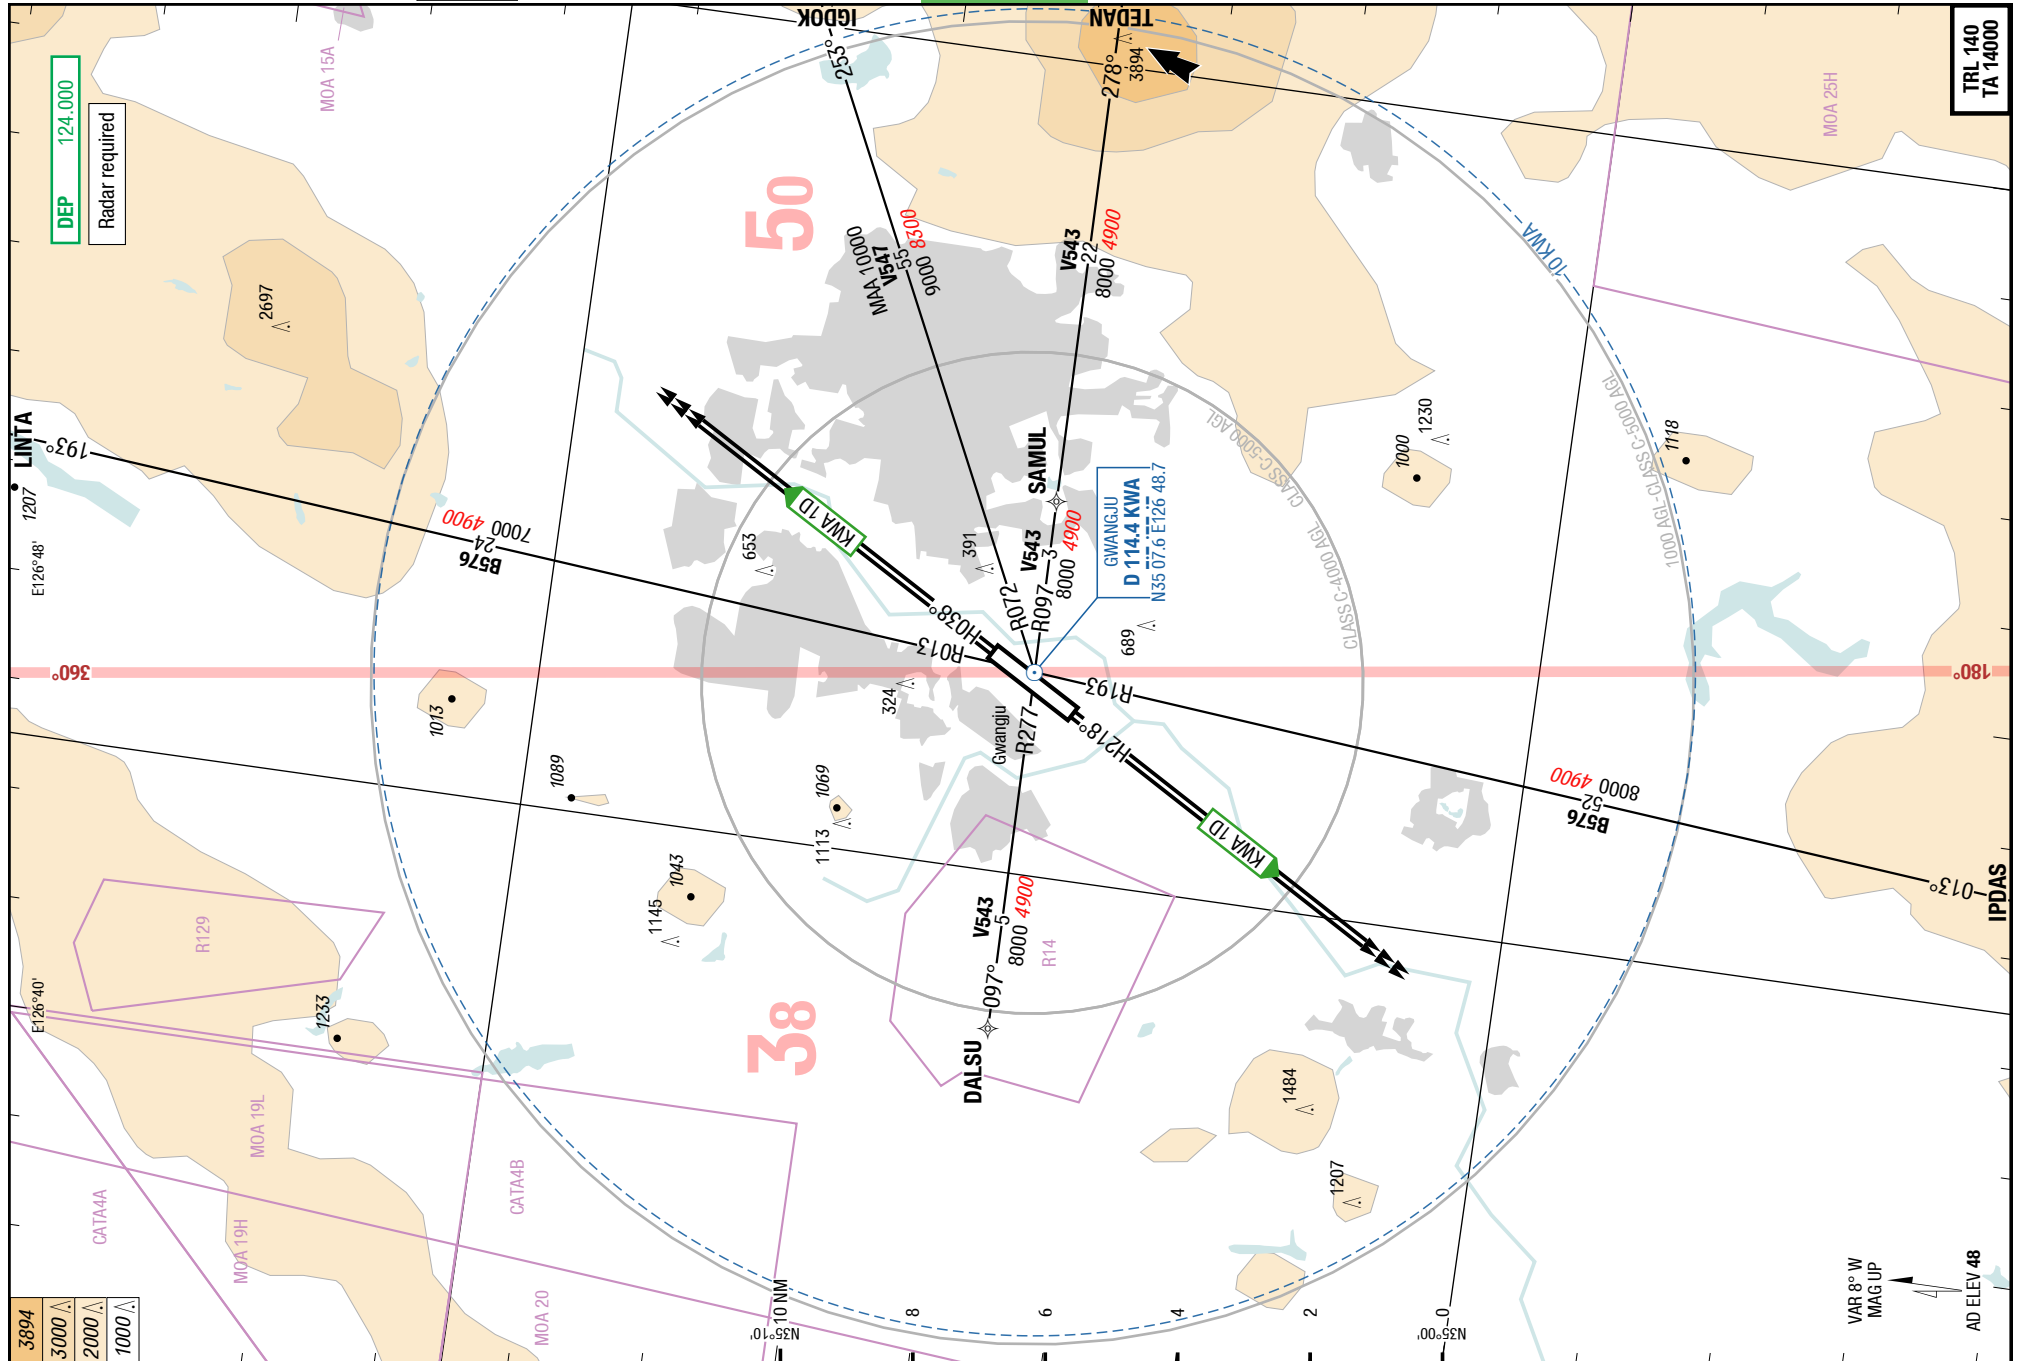 DEP 124.000
Radar required
TRL 140
TA 14000
MOA 15A
MOA 25H
IGDOK
253°
TEDAN
278°
3894
50
MAA 10000
V547
55
9000 8300
V543
22
8000 4900
10 KWA
2697
LINTA
193°
1207
E126°48'
7000 4900
24
B576
KWA 1D
653
391
SAMUL
V543
3
8000 4900
GWANGJU
D 114.4 KWA
N35 07.6 E126 48.7
CLASS C-5000 AGL
CLASS C-4000 AGL
1000 AGL-CLASS C-5000 AGL
1230
1000
1118
R072
R097
H038°
R013
689
360°
180°
R193
R277
H218°
Gwangju
324
1013
1089
1069
1113
1043
1145
KWA 1D
8000 4900
52
B576
013°
IPDAS
V543
5
8000 4900
097°
DALSU
R14
R129
E126°40'
1233
38
1484
1207
MOA 19L
MOA 19H
CATA4A
CATA4B
MOA 20
10 NM
8
6
4
2
0
N35°10'
N35°00'
3894
3000
2000
1000
VAR 8° W
MAG UP
AD ELEV 48